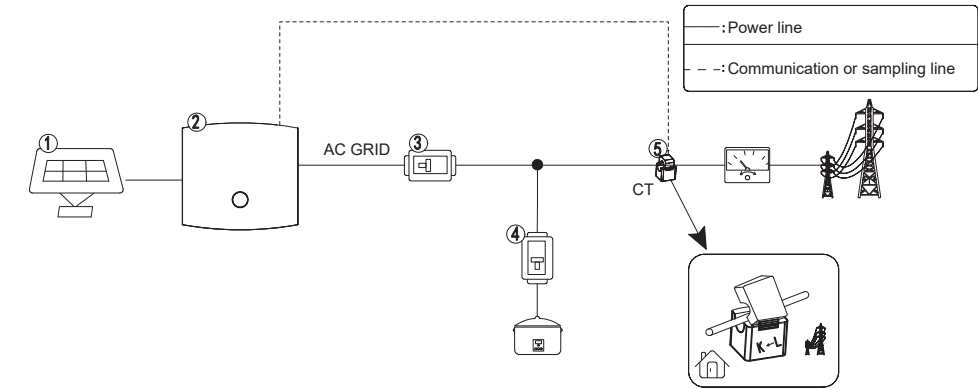 :Power line
:Communication or sampling line
①
②
AC GRID
③
⑤
CT
④
K←L